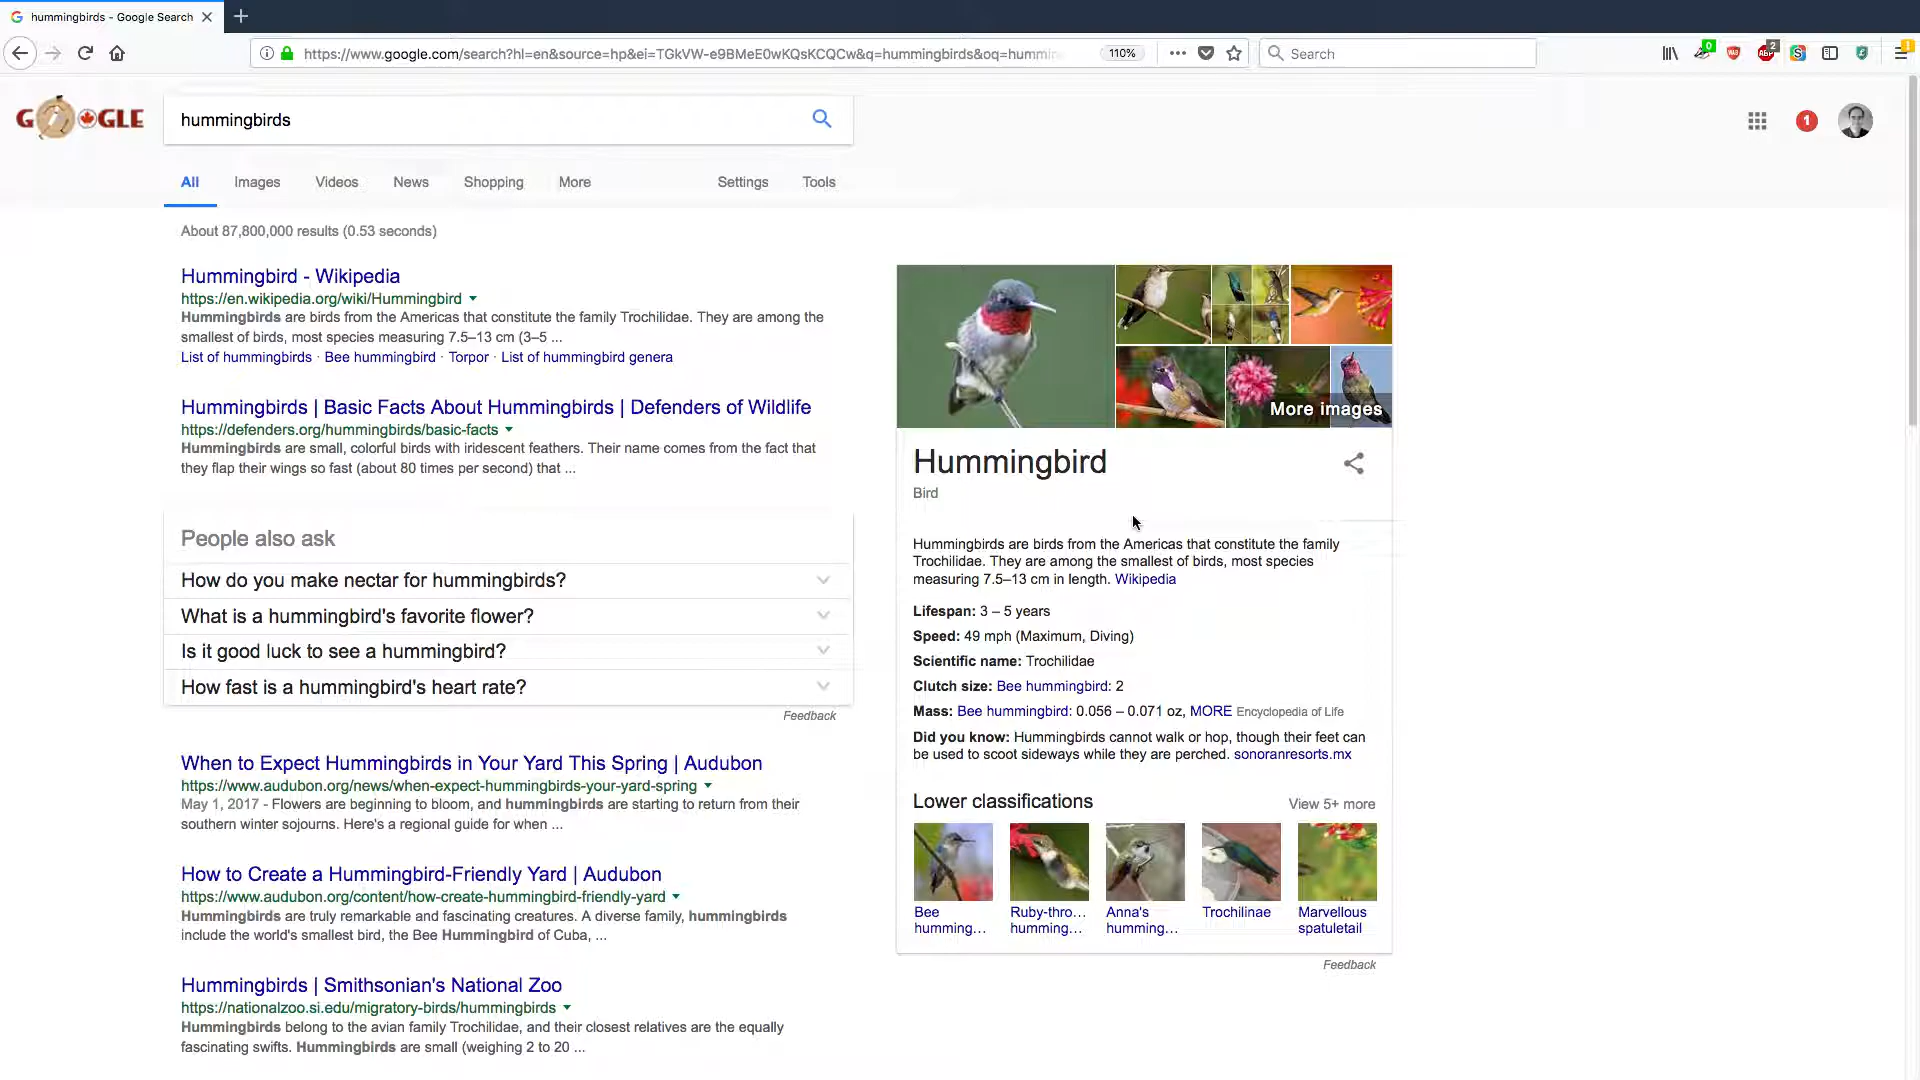 hummingbirds - Google Search
https://www.google.com/search?hl=en&source=hp&ei=TGkVW-e9BMeE0wKQsKCQCw&q=hummingbirds&oq=hummin
110%
Search
0
2
1
GOOGLE
hummingbirds
1
All
Images
Videos
News
Shopping
More
Settings
Tools
About 87,800,000 results (0.53 seconds)
Hummingbird - Wikipedia
https://en.wikipedia.org/wiki/Hummingbird
Hummingbirds are birds from the Americas that constitute the family Trochilidae. They are among the
smallest of birds, most species measuring 7.5–13 cm (3–5 ...
List of hummingbirds · Bee hummingbird · Torpor · List of hummingbird genera
Hummingbirds | Basic Facts About Hummingbirds | Defenders of Wildlife
https://defenders.org/hummingbirds/basic-facts
Hummingbirds are small, colorful birds with iridescent feathers. Their name comes from the fact that
they flap their wings so fast (about 80 times per second) that ...
People also ask
How do you make nectar for hummingbirds?
What is a hummingbird's favorite flower?
Is it good luck to see a hummingbird?
How fast is a hummingbird's heart rate?
Feedback
When to Expect Hummingbirds in Your Yard This Spring | Audubon
https://www.audubon.org/news/when-expect-hummingbirds-your-yard-spring
May 1, 2017 - Flowers are beginning to bloom, and hummingbirds are starting to return from their
southern winter sojourns. Here's a regional guide for when ...
How to Create a Hummingbird-Friendly Yard | Audubon
https://www.audubon.org/content/how-create-hummingbird-friendly-yard
Hummingbirds are truly remarkable and fascinating creatures. A diverse family, hummingbirds
include the world's smallest bird, the Bee Hummingbird of Cuba, ...
Hummingbirds | Smithsonian's National Zoo
https://nationalzoo.si.edu/migratory-birds/hummingbirds
Hummingbirds belong to the avian family Trochilidae, and their closest relatives are the equally
fascinating swifts. Hummingbirds are small (weighing 2 to 20 ...
More images
Hummingbird
Bird
Hummingbirds are birds from the Americas that constitute the family
Trochilidae. They are among the smallest of birds, most species
measuring 7.5–13 cm in length. Wikipedia
Lifespan: 3 – 5 years
Speed: 49 mph (Maximum, Diving)
Scientific name: Trochilidae
Clutch size: Bee hummingbird: 2
Mass: Bee hummingbird: 0.056 – 0.071 oz, MORE Encyclopedia of Life
Did you know: Hummingbirds cannot walk or hop, though their feet can
be used to scoot sideways while they are perched. sonoranresorts.mx
Lower classifications
View 5+ more
Bee
humming...
Ruby-thro...
humming...
Anna's
humming...
Trochilinae
Marvellous
spatuletail
Feedback